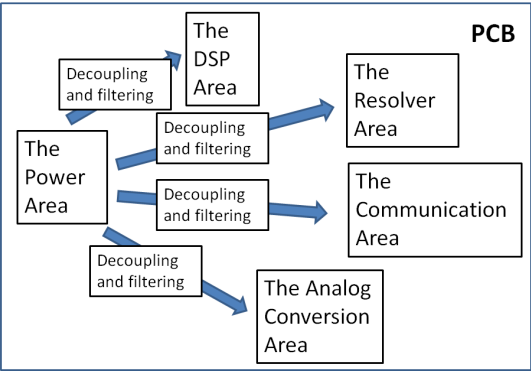 PCB
The
DSP
Area
Decoupling
and filtering
The
Resolver
Area
Decoupling
and filtering
The
Power
Area
Decoupling
and filtering
The
Communication
Area
Decoupling
and filtering
The Analog
Conversion
Area